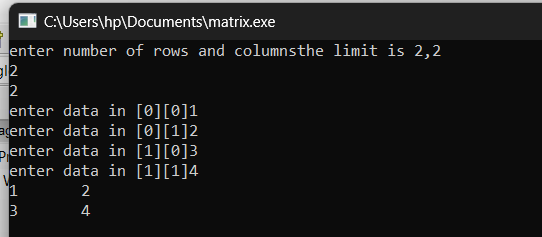 C:\Users\hp\Documents\matrix.exe
enter number of rows and columnsthe limit is 2,2
2
2
enter data in [0][0]1
enter data in [0][1]2
enter data in [1][0]3
enter data in [1][1]4
1 2
3 4